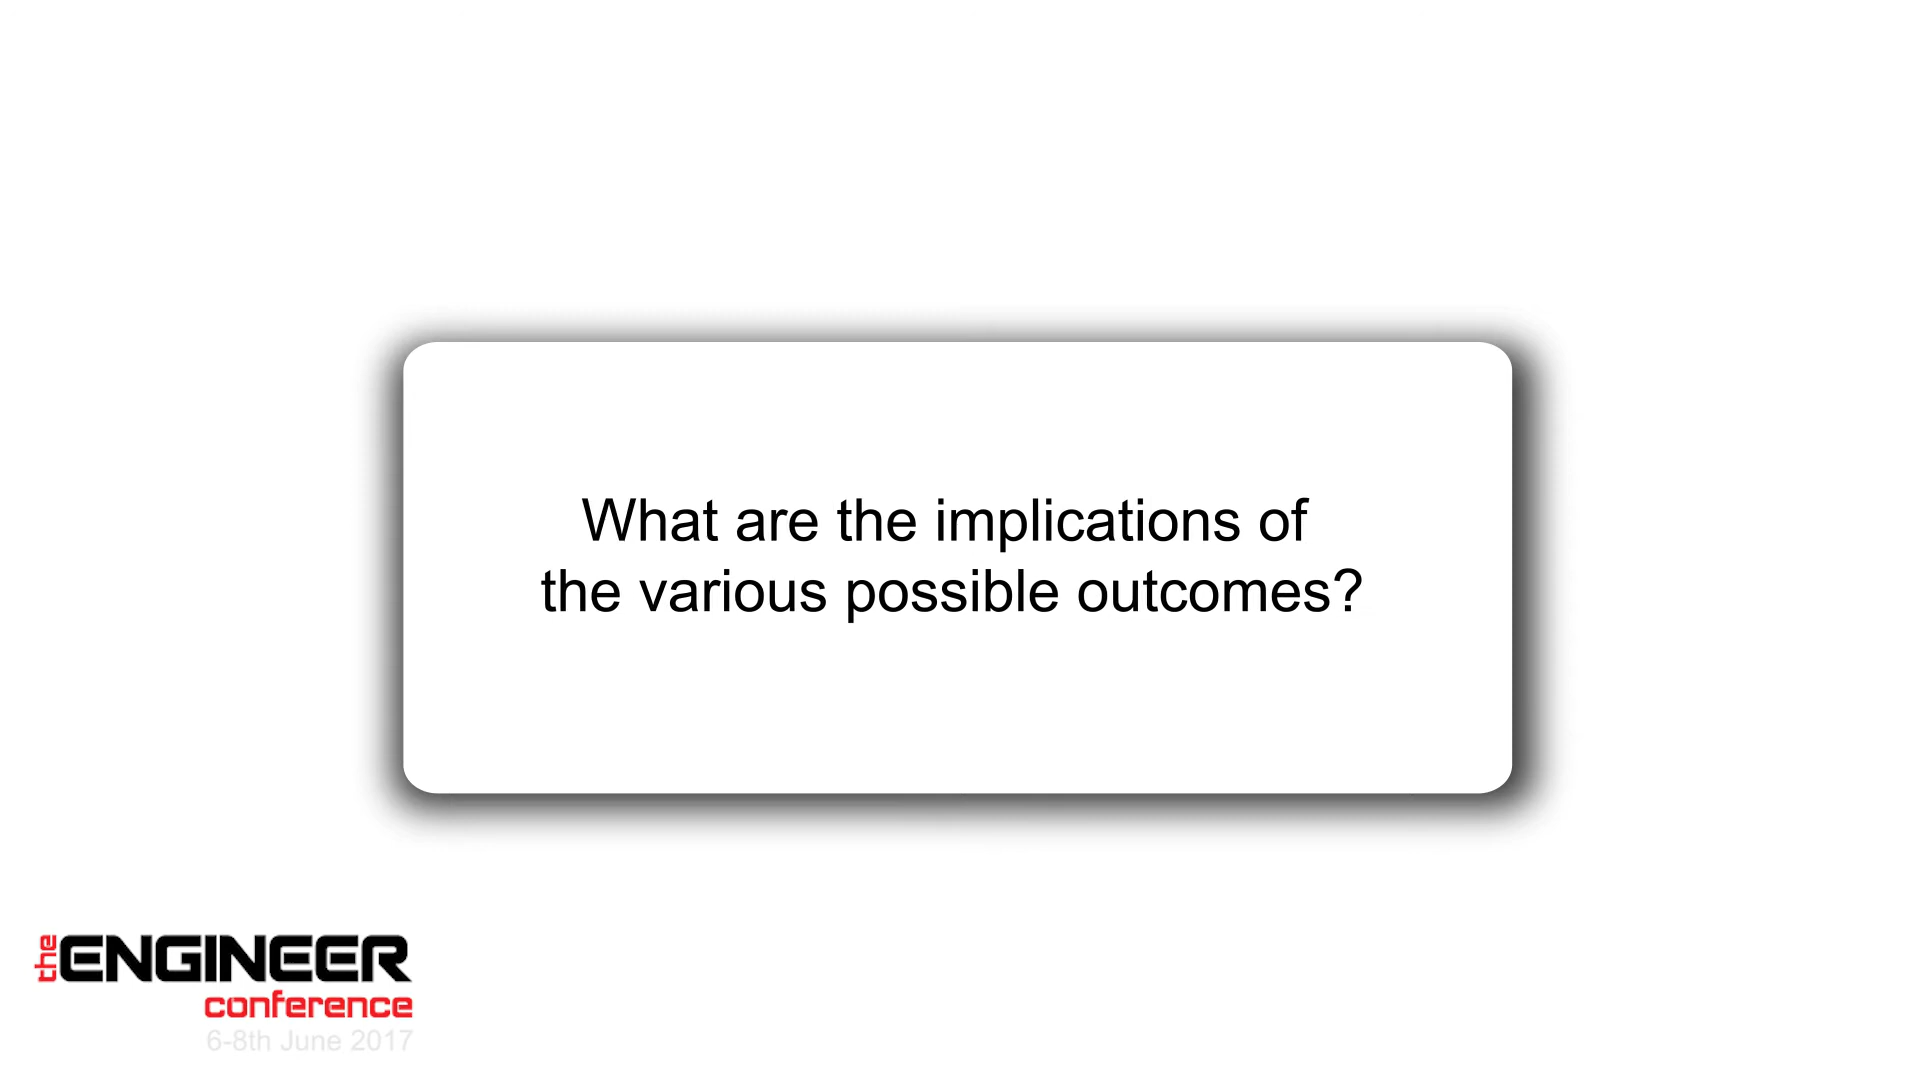 What are the implications of
the various possible outcomes?
the ENGINEER
conference
6-8th June 2017